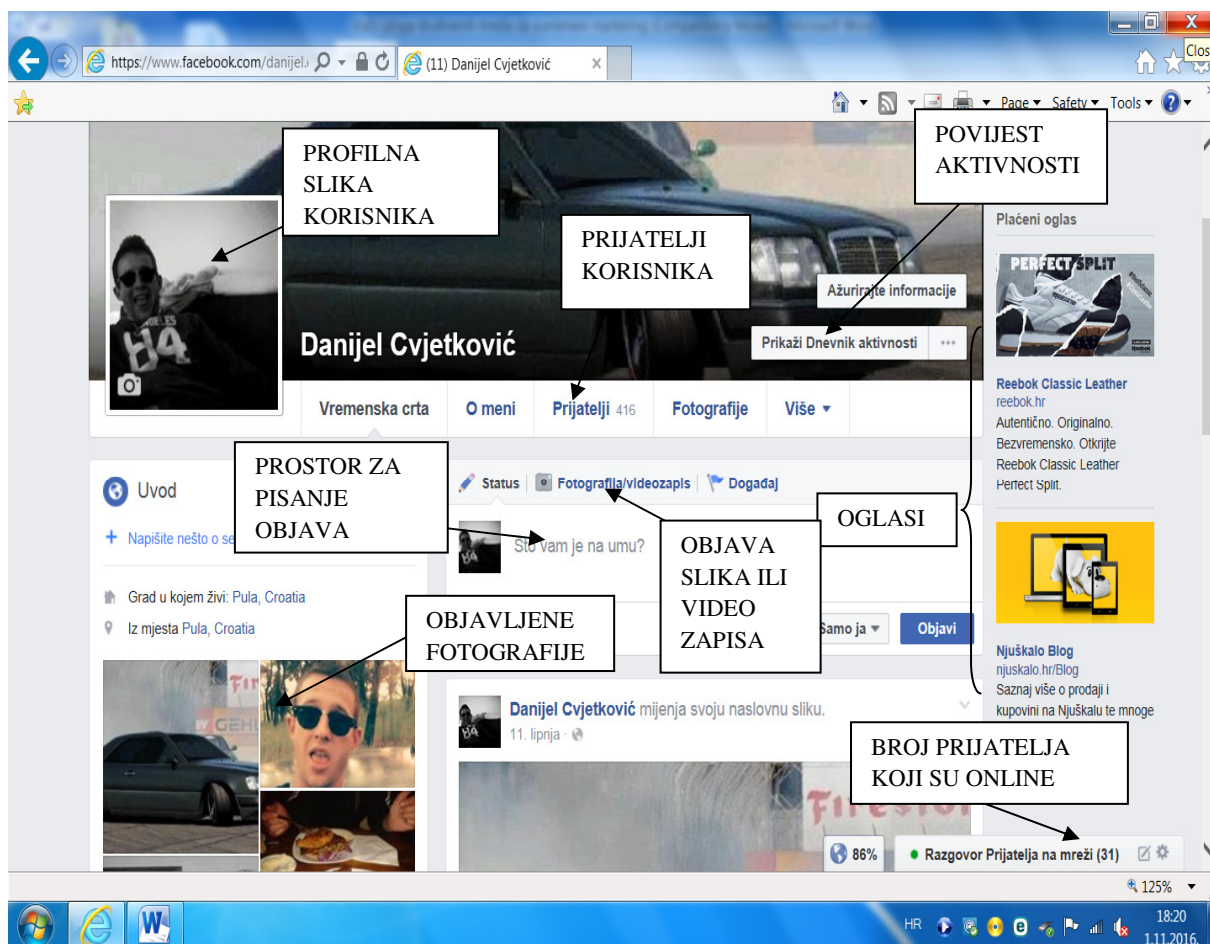 https://www.facebook.com/danijel.
(11) Danijel Cvjetković
Clos
Page
Safety
Tools
POVIJEST
AKTIVNOSTI
PROFILNA
SLIKA
KORISNIKA
PRIJATELJI
KORISNIKA
Plaćeni oglas
PERFECT SPLIT
Ažurirajte informacije
Danijel Cvjetković
Prikaži Dnevnik aktivnosti
84
Vremenska crta
O meni
Prijatelji 416
Fotografije
Više
Reebok Classic Leather
reebok.hr
Autentično. Originalno.
Bezvremensko. Otkrijte
Reebok Classic Leather
Perfect Split.
PROSTOR ZA
PISANJE
OBJAVA
Uvod
Napišite nešto o se
Status
Fotografija/videozapis
Događaj
Što vam je na umu?
OBJAVA
SLIKA ILI
VIDEO
ZAPISA
OGLASI
Grad u kojem živi: Pula, Croatia
Iz mjesta Pula, Croatia
OBJAVLJENE
FOTOGRAFIJE
Samo ja
Objavi
Njuškalo Blog
njuskalo.hr/Blog
Saznaj više o prodaji i
kupovini na Njuškalu te mnoge
Danijel Cvjetković mijenja svoju naslovnu sliku.
11. lipnja
BROJ PRIJATELJA
KOJI SU ONLINE
Firestor
86%
Razgovor Prijatelja na mreži (31)
125%
HR
18:20
1.11.2016.